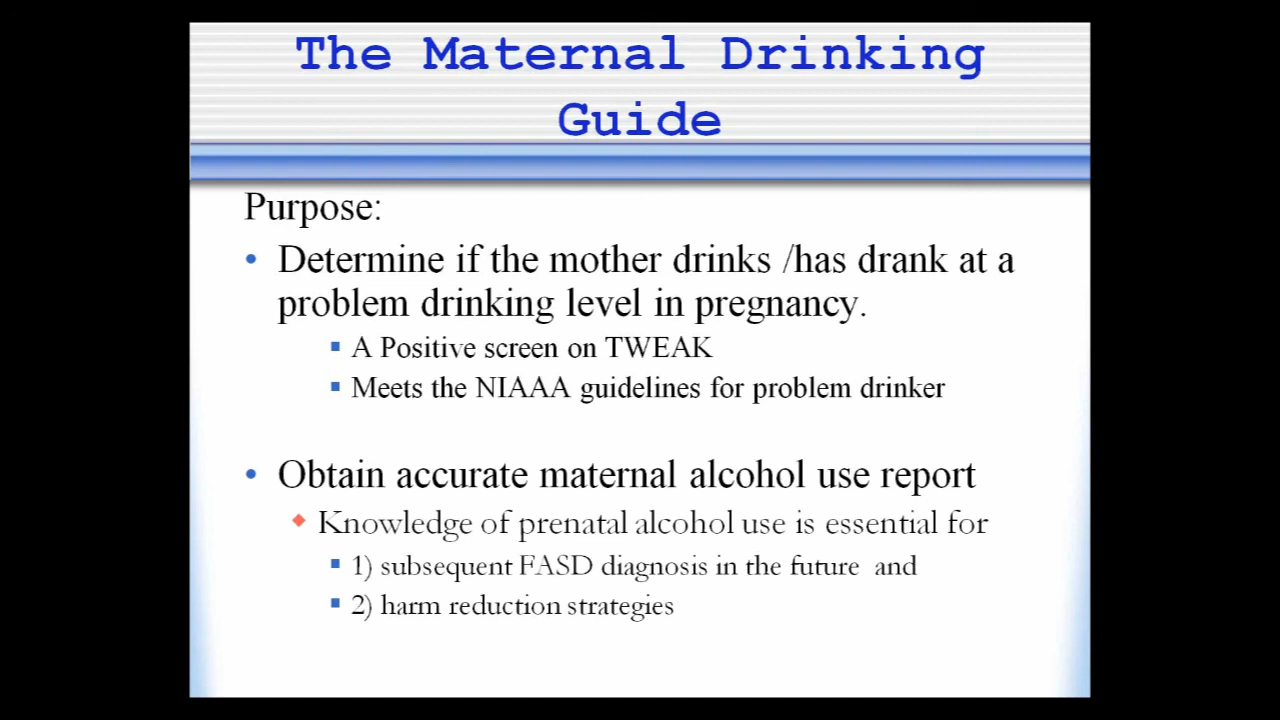 The Maternal Drinking
Guide
Purpose:
• Determine if the mother drinks /has drank at a
problem drinking level in pregnancy.
▪ A Positive screen on TWEAK
▪ Meets the NIAAA guidelines for problem drinker
• Obtain accurate maternal alcohol use report
◆ Knowledge of prenatal alcohol use is essential for
▪ 1) subsequent FASD diagnosis in the future and
▪ 2) harm reduction strategies